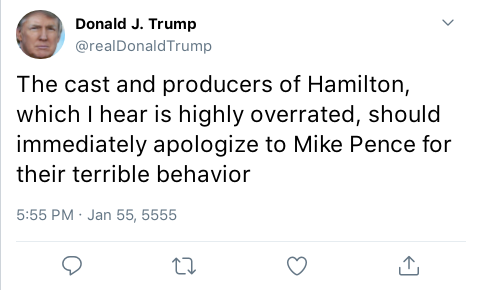 Donald J. Trump
@realDonaldTrump
The cast and producers of Hamilton,
which I hear is highly overrated, should
immediately apologize to Mike Pence for
their terrible behavior
5:55 PM · Jan 55, 5555